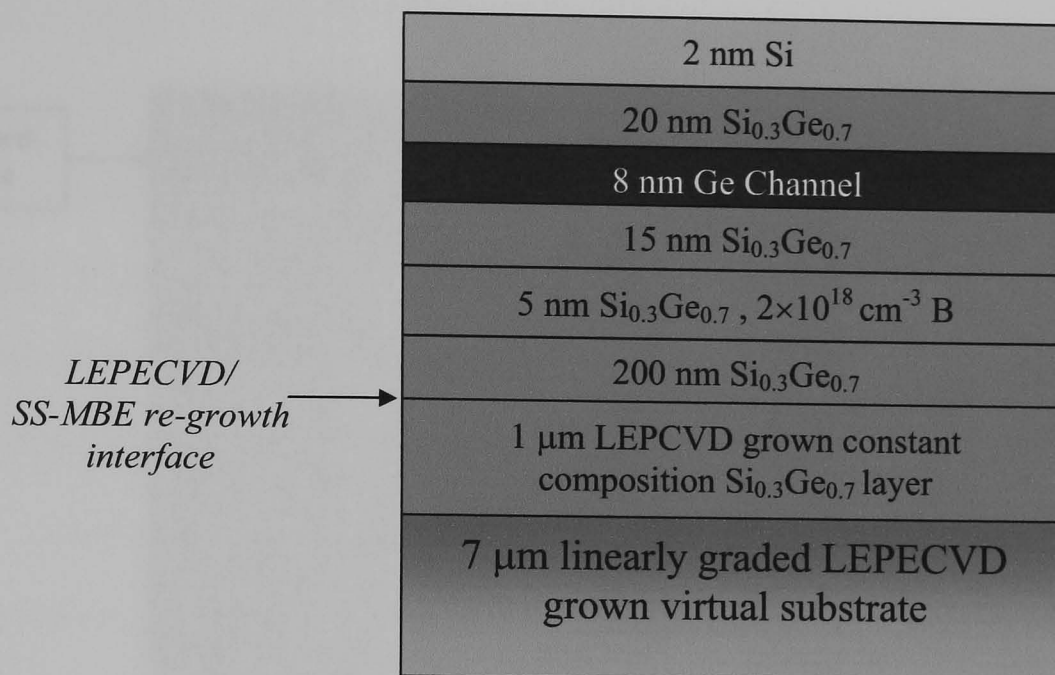 2 nm Si
20 nm Si₀.₃Ge₀.₇
8 nm Ge Channel
15 nm Si₀.₃Ge₀.₇
5 nm Si₀.₃Ge₀.₇ , 2×10¹⁸ cm⁻³ B
200 nm Si₀.₃Ge₀.₇
LEPECVD/
SS-MBE re-growth
interface
1 μm LEPCVD grown constant
composition Si₀.₃Ge₀.₇ layer
7 μm linearly graded LEPECVD
grown virtual substrate